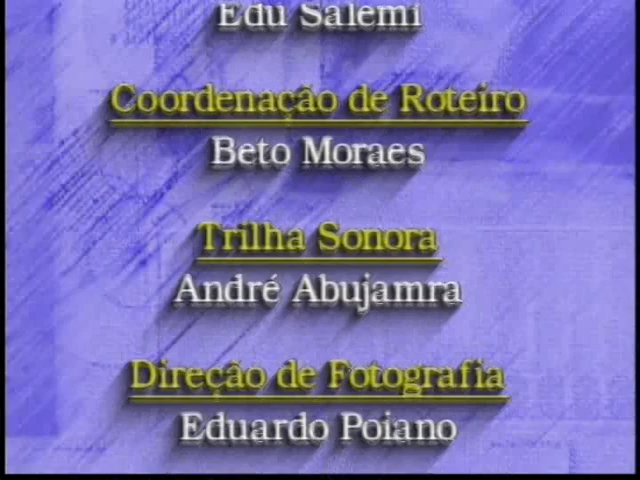 Edu Salemi
Coordenação de Roteiro
Beto Moraes
Trilha Sonora
André Abujamra
Direção de Fotografia
Eduardo Poiano